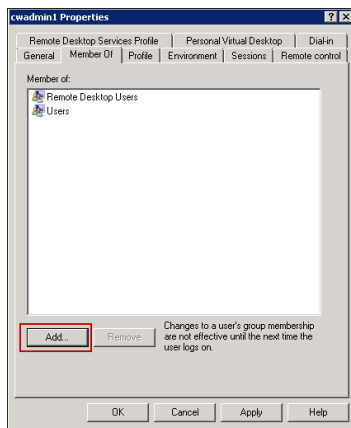 cwadmin1 Properties
Remote Desktop Services Profile
Personal Virtual Desktop
Dial-in
General
Member Of
Profile
Environment
Sessions
Remote control
Member of:
Remote Desktop Users
Users
Add...
Remove
Changes to a user's group membership
are not effective until the next time the
user logs on.
OK
Cancel
Apply
Help